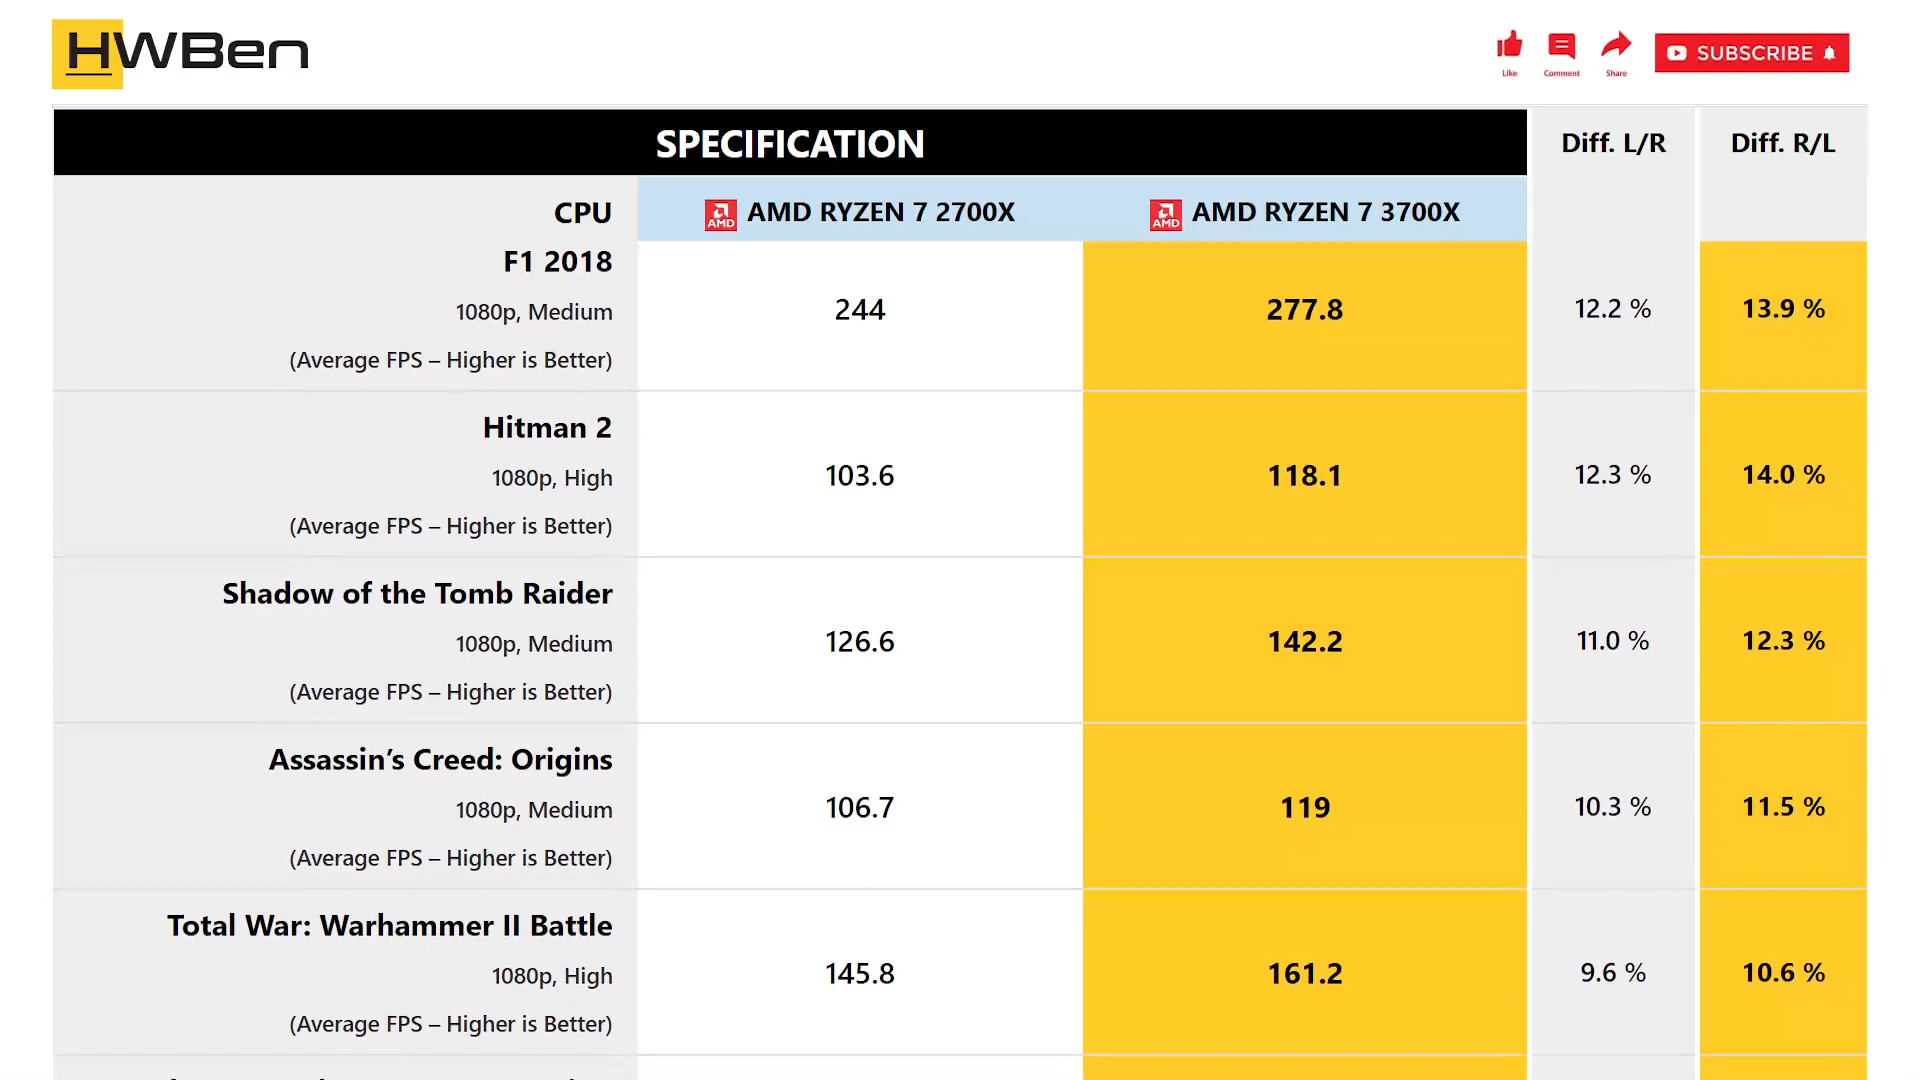 HWBen
Like
Comment
Share
SUBSCRIBE
SPECIFICATION
Diff. L/R
Diff. R/L
CPU
AMD
AMD RYZEN 7 2700X
AMD
AMD RYZEN 7 3700X
F1 2018
1080p, Medium
(Average FPS – Higher is Better)
244
277.8
12.2 %
13.9 %
Hitman 2
1080p, High
(Average FPS – Higher is Better)
103.6
118.1
12.3 %
14.0 %
Shadow of the Tomb Raider
1080p, Medium
(Average FPS – Higher is Better)
126.6
142.2
11.0 %
12.3 %
Assassin’s Creed: Origins
1080p, Medium
(Average FPS – Higher is Better)
106.7
119
10.3 %
11.5 %
Total War: Warhammer II Battle
1080p, High
(Average FPS – Higher is Better)
145.8
161.2
9.6 %
10.6 %